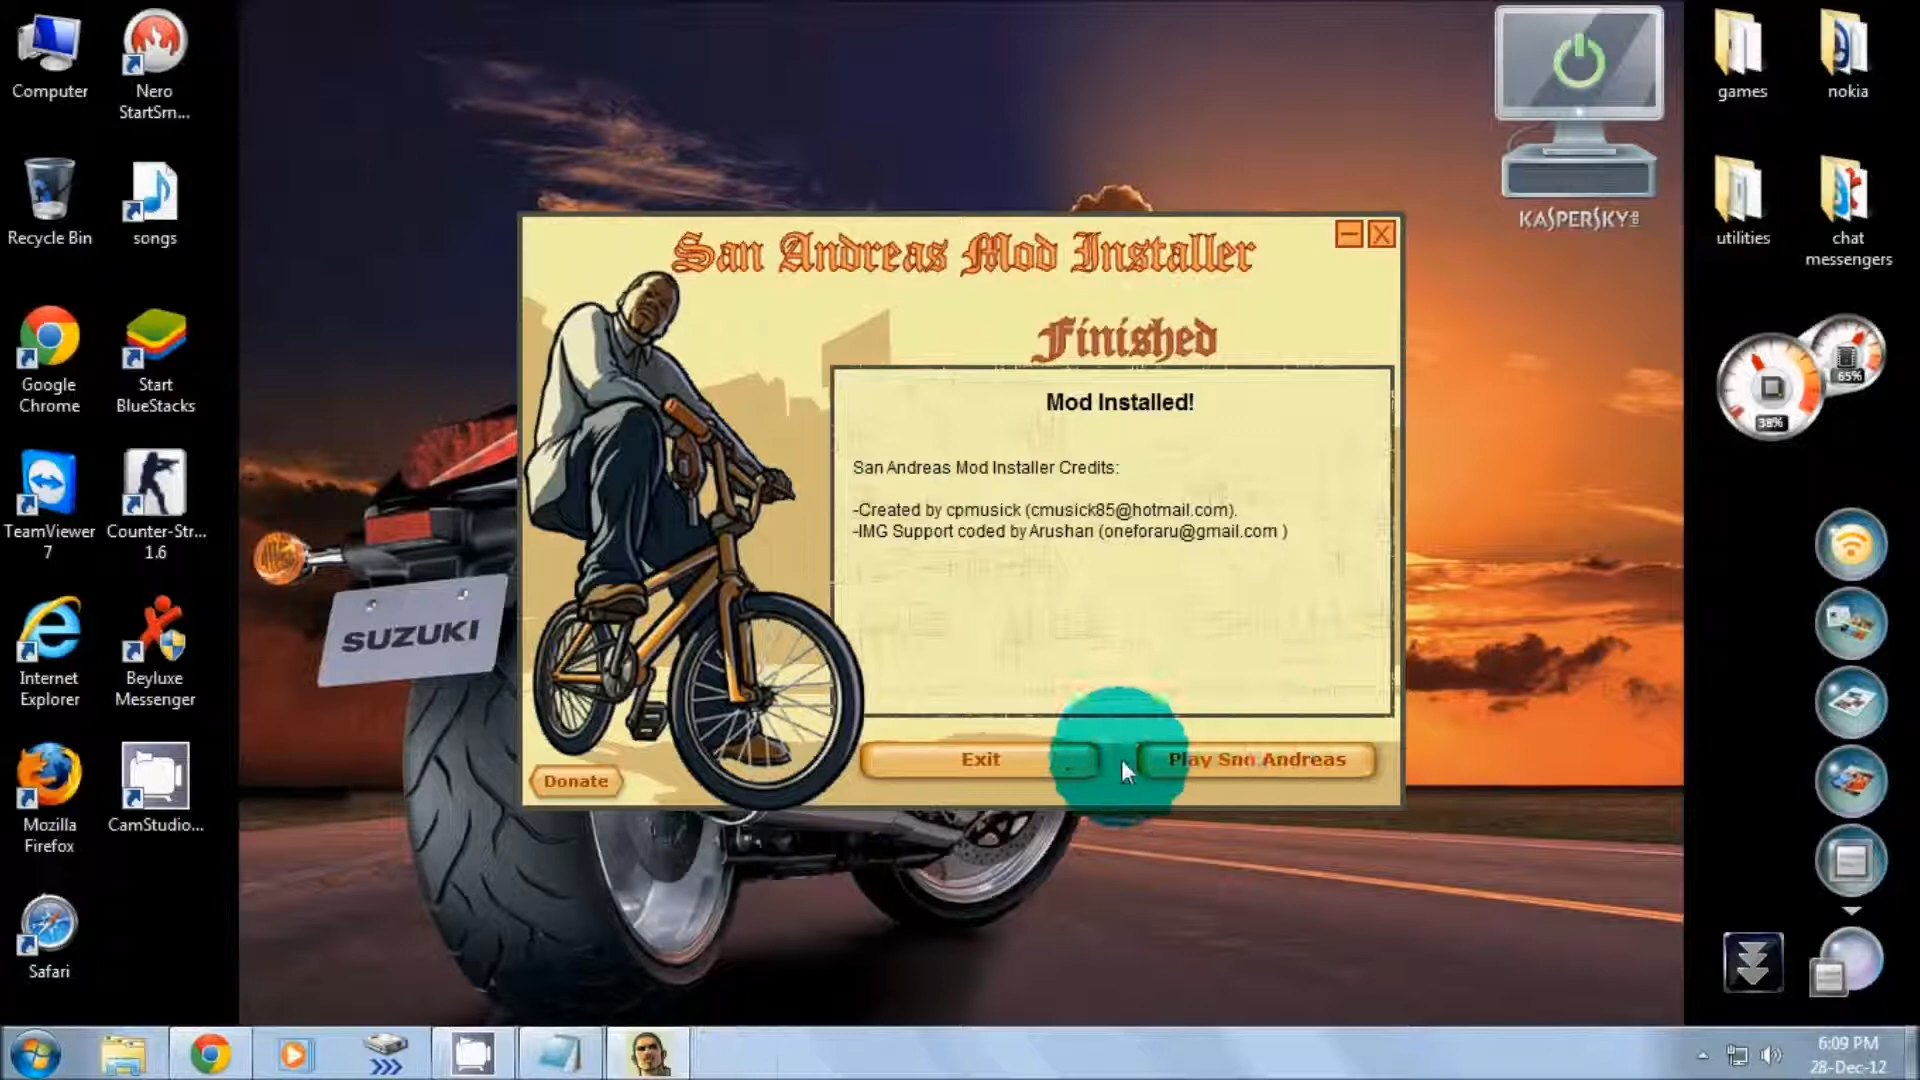 Computer
Nero
StartSm...
Recycle Bin
songs
Google
Chrome
Start
BlueStacks
TeamViewer
7
Counter-Str...
1.6
Internet
Explorer
Beyluxe
Messenger
Mozilla
Firefox
CamStudio...
Safari
SUZUKI
San Andreas Mod Installer
Finished
Mod Installed!
San Andreas Mod Installer Credits:
-Created by cpmusick (cmusick85@hotmail.com).
-IMG Support coded by Arushan (oneforaru@gmail.com )
Exit
Play San Andreas
Donate
KASPERSKY
games
nokia
utilities
chat
messengers
65%
38%
6:09 PM
28-Dec-12